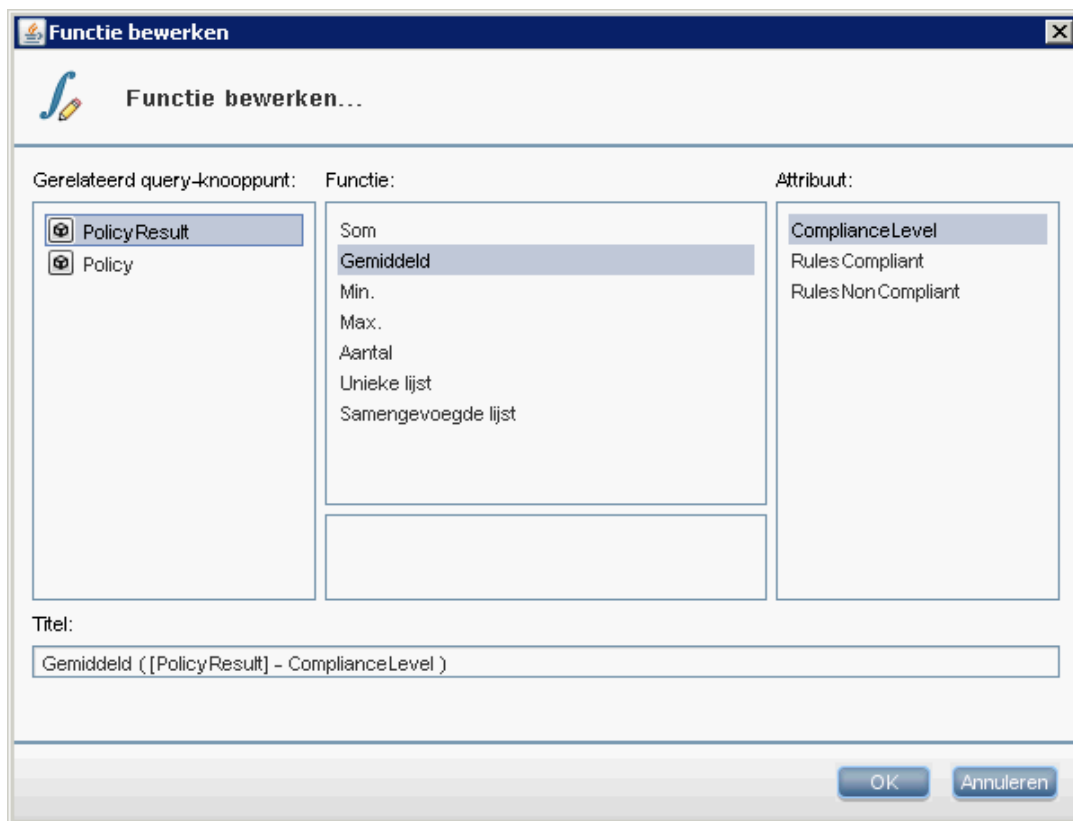 Functie bewerken
Functie bewerken...
Gerelateerd query-knooppunt:
PolicyResult
Policy
Functie:
Som
Gemiddeld
Min.
Max.
Aantal
Unieke lijst
Samengevoegde lijst
Attribuut:
ComplianceLevel
RulesCompliant
RulesNonCompliant
Titel:
Gemiddeld ( [PolicyResult] - ComplianceLevel )
OK
Annuleren